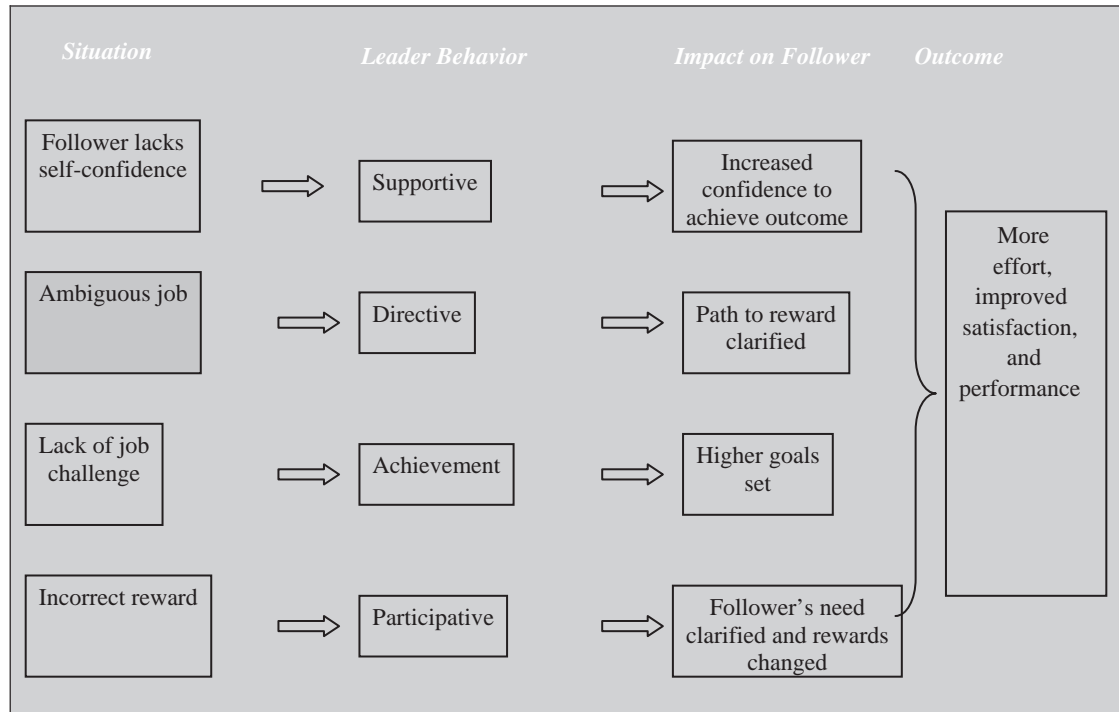 Situation
Leader Behavior
Impact on Follower
Outcome
Follower lacks
self-confidence
Supportive
Increased
confidence to
achieve outcome
Ambiguous job
Directive
Path to reward
clarified
Lack of job
challenge
Achievement
Higher goals
set
Incorrect reward
Participative
Follower’s need
clarified and rewards
changed
More
effort,
improved
satisfaction,
and
performance